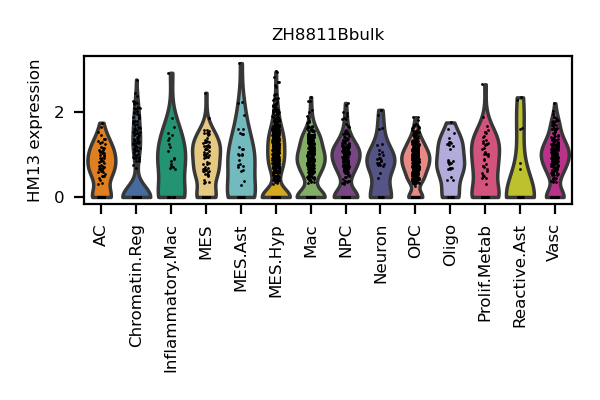 ZH8811Bbulk
HM13 expression
2
0
AC
Chromatin.Reg
Inflammatory.Mac
MES
MES.Ast
MES.Hyp
Mac
NPC
Neuron
OPC
Oligo
Prolif.Metab
Reactive.Ast
Vasc